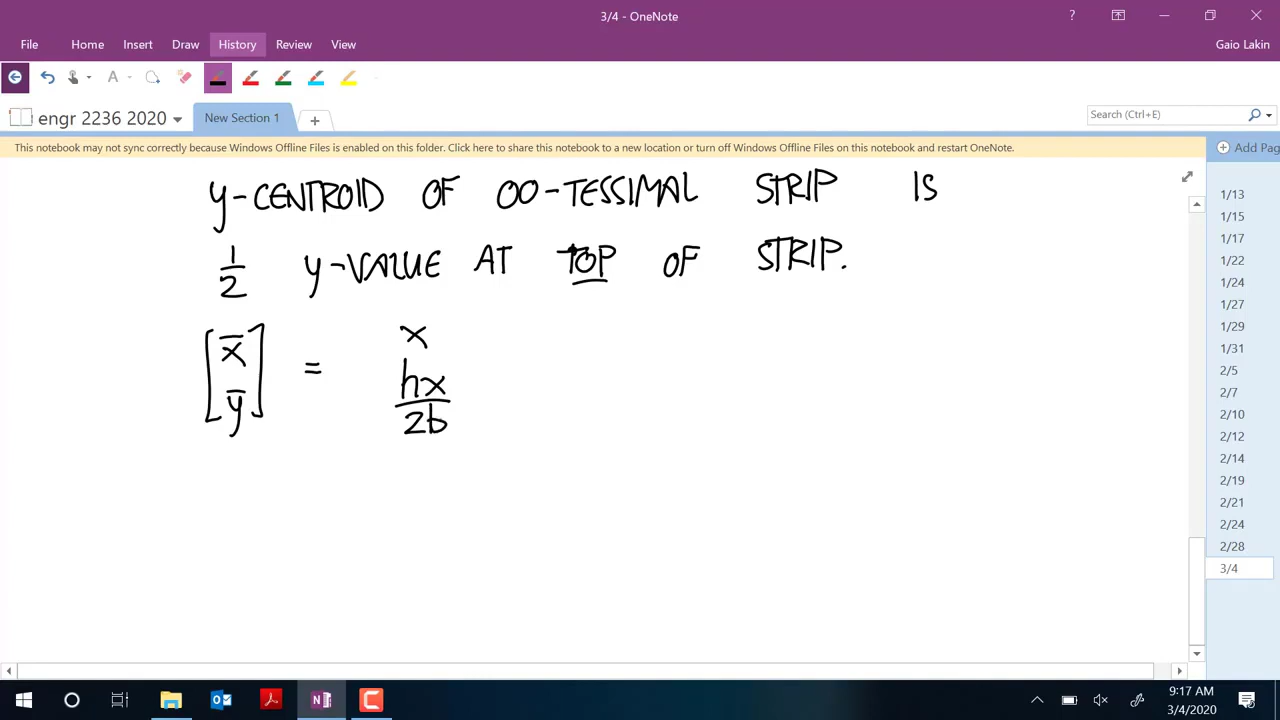 3/4 - OneNote
?
File Home Insert Draw History Review View
Gaio Lakin
A
engr 2236 2020
New Section 1
+
Search (Ctrl+E)
This notebook may not sync correctly because Windows Offline Files is enabled on this folder. Click here to share this notebook to a new location or turn off Windows Offline Files on this notebook and restart OneNote.
Add Pag
y-CENTROID OF ∞-TESSIMAL STRIP IS
1/2 y-VALUE AT TOP OF STRIP.
[x̄ ȳ] = x hx/2b
1/13
1/15
1/17
1/22
1/24
1/27
1/29
1/31
2/5
2/7
2/10
2/12
2/14
2/19
2/21
2/24
2/28
3/4
9:17 AM
3/4/2020